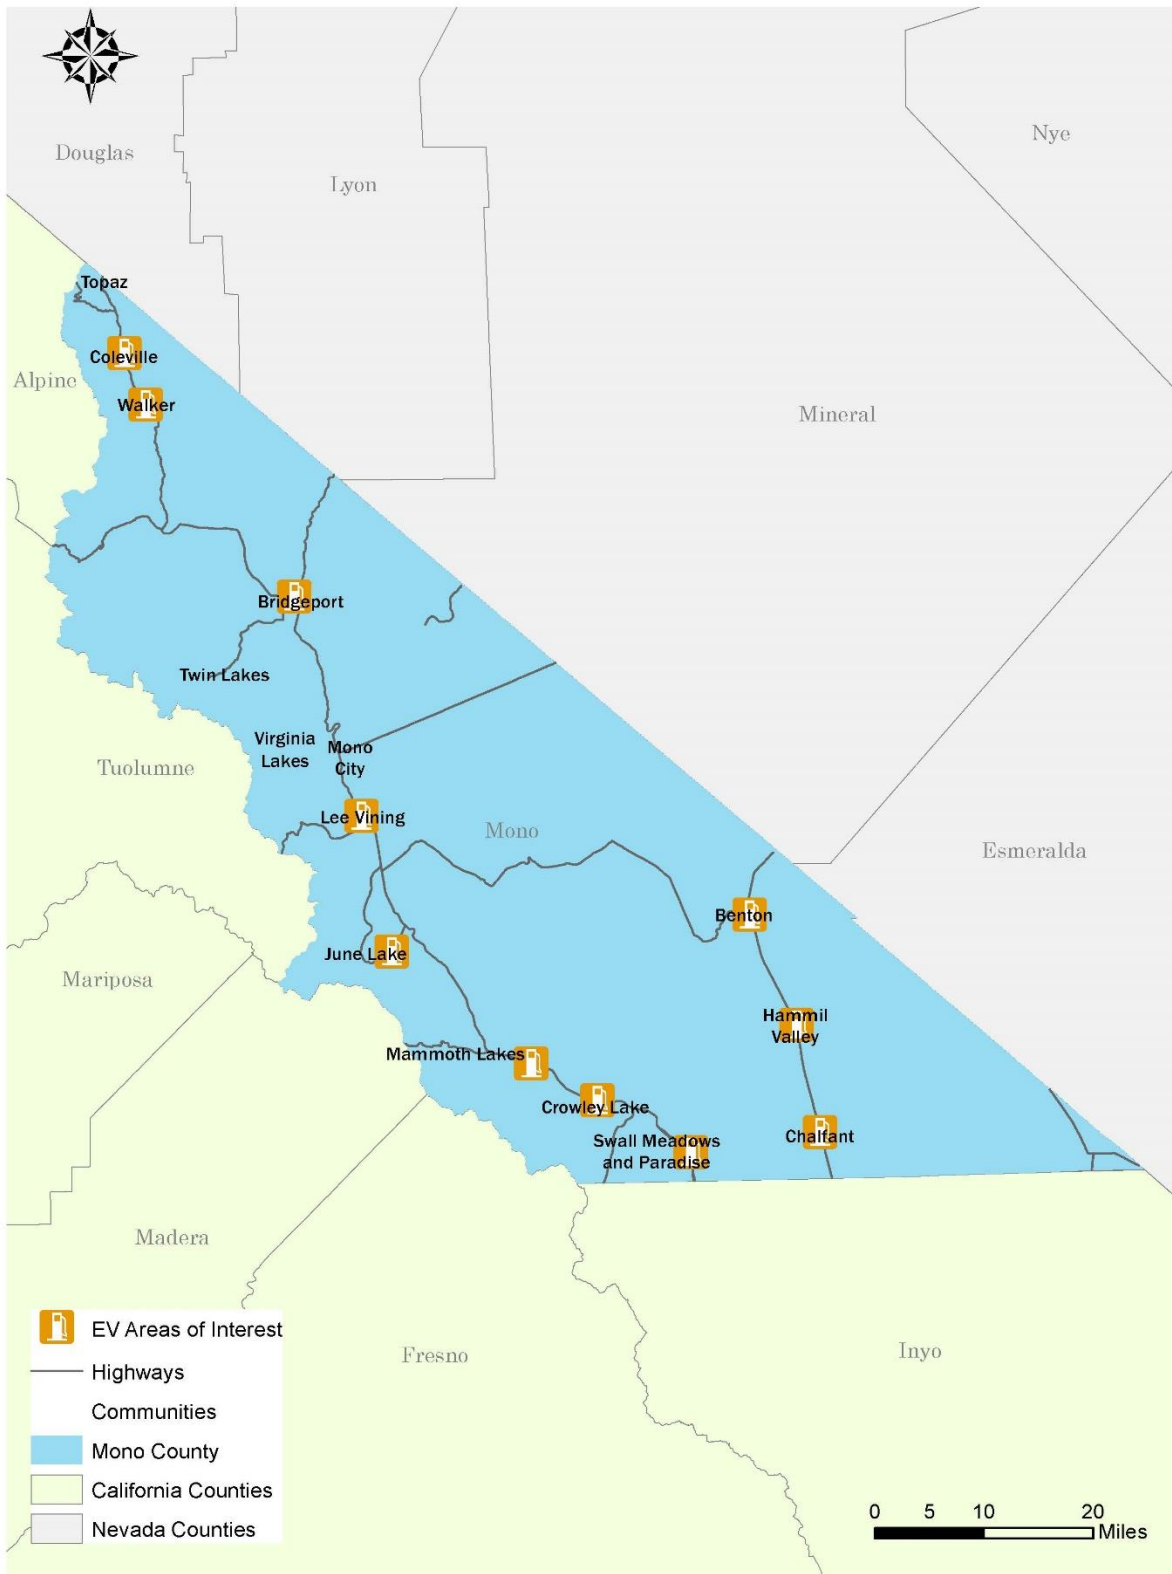 Nye
Douglas
Lyon
Topaz
Coleville
Alpine
Walker
Mineral
Bridgeport
Twin Lakes
Virginia
Lakes
Mono
City
Tuolumne
Lee Vining
Mono
Esmeralda
Benton
June Lake
Mariposa
Hammil
Valley
Mammoth Lakes
Crowley Lake
Swall Meadows
and Paradise
Chalfant
Madera
Fresno
Inyo
EV Areas of Interest
Highways
Communities
Mono County
California Counties
Nevada Counties
0 5 10 20
Miles